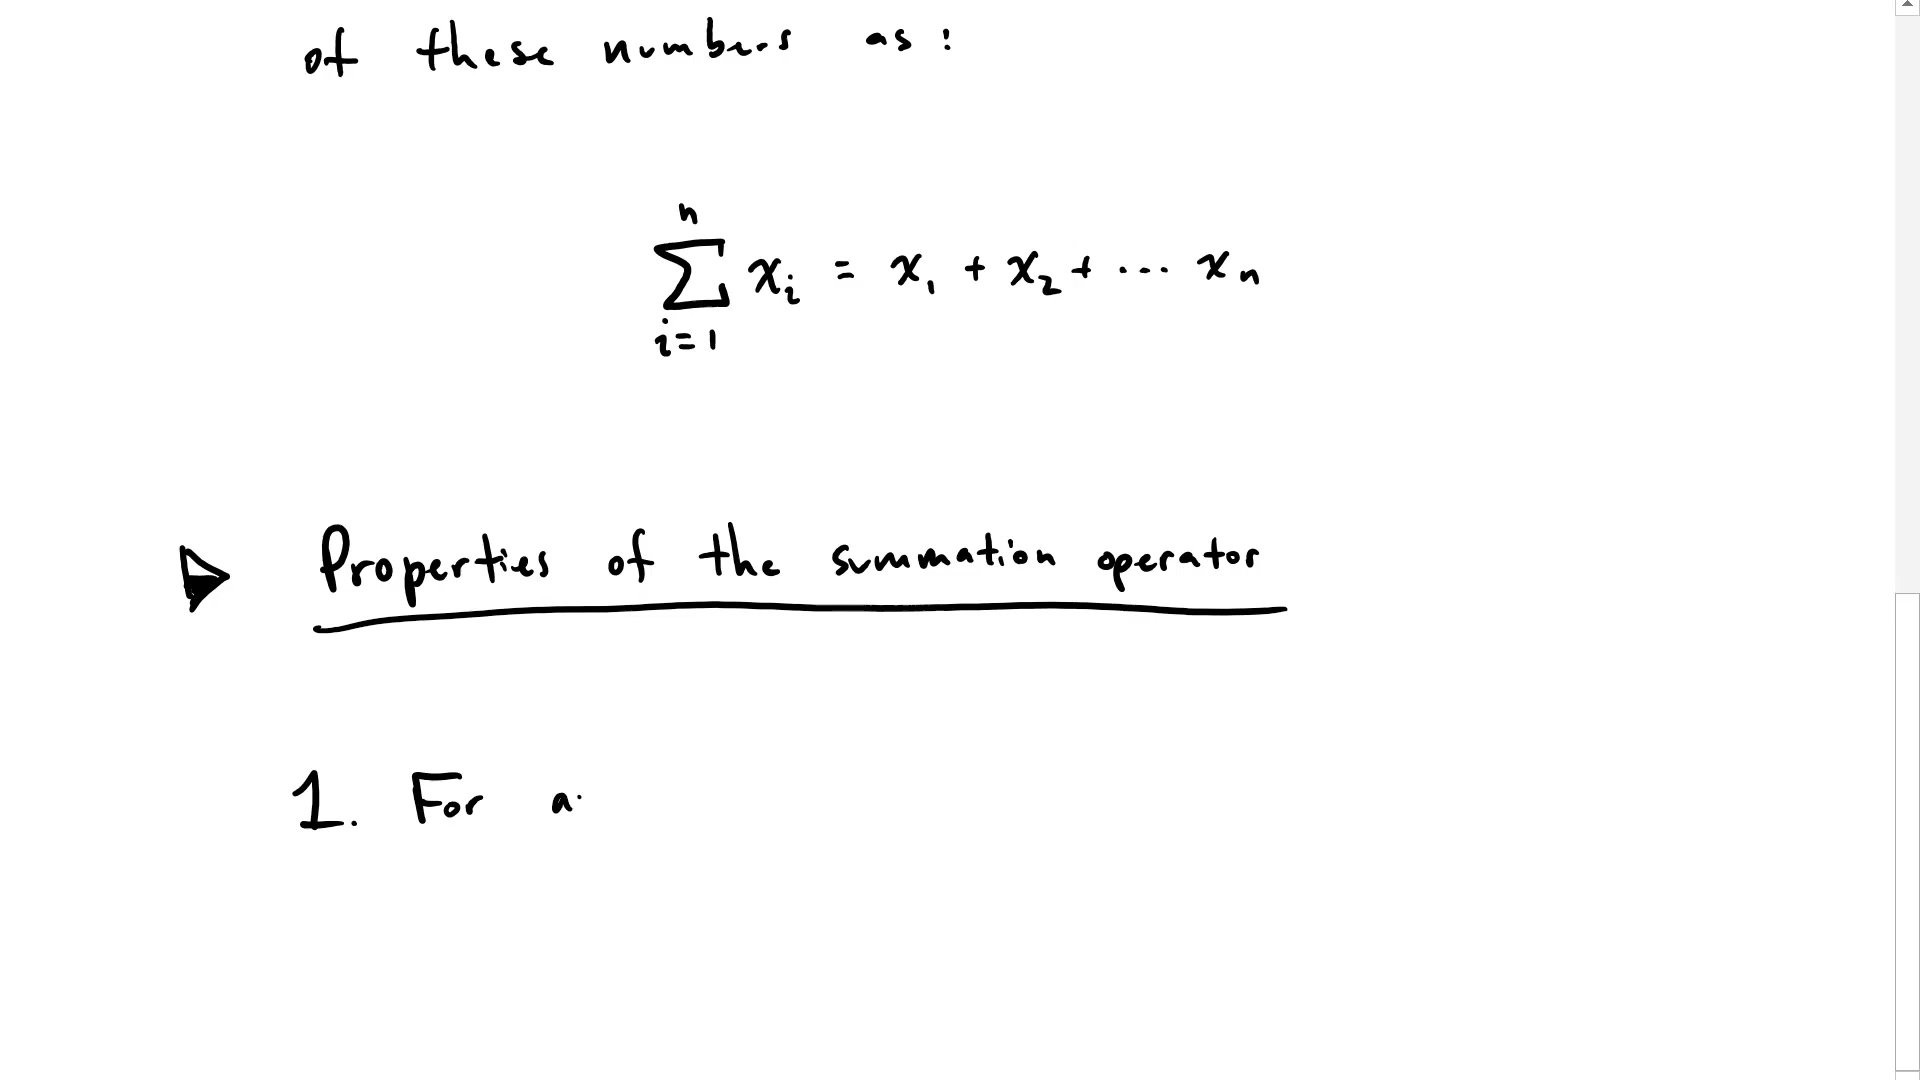 of these numbers as:
n
∑ xᵢ = x₁ + x₂ + ... xₙ
i=1
Properties of the summation operator
1. For a